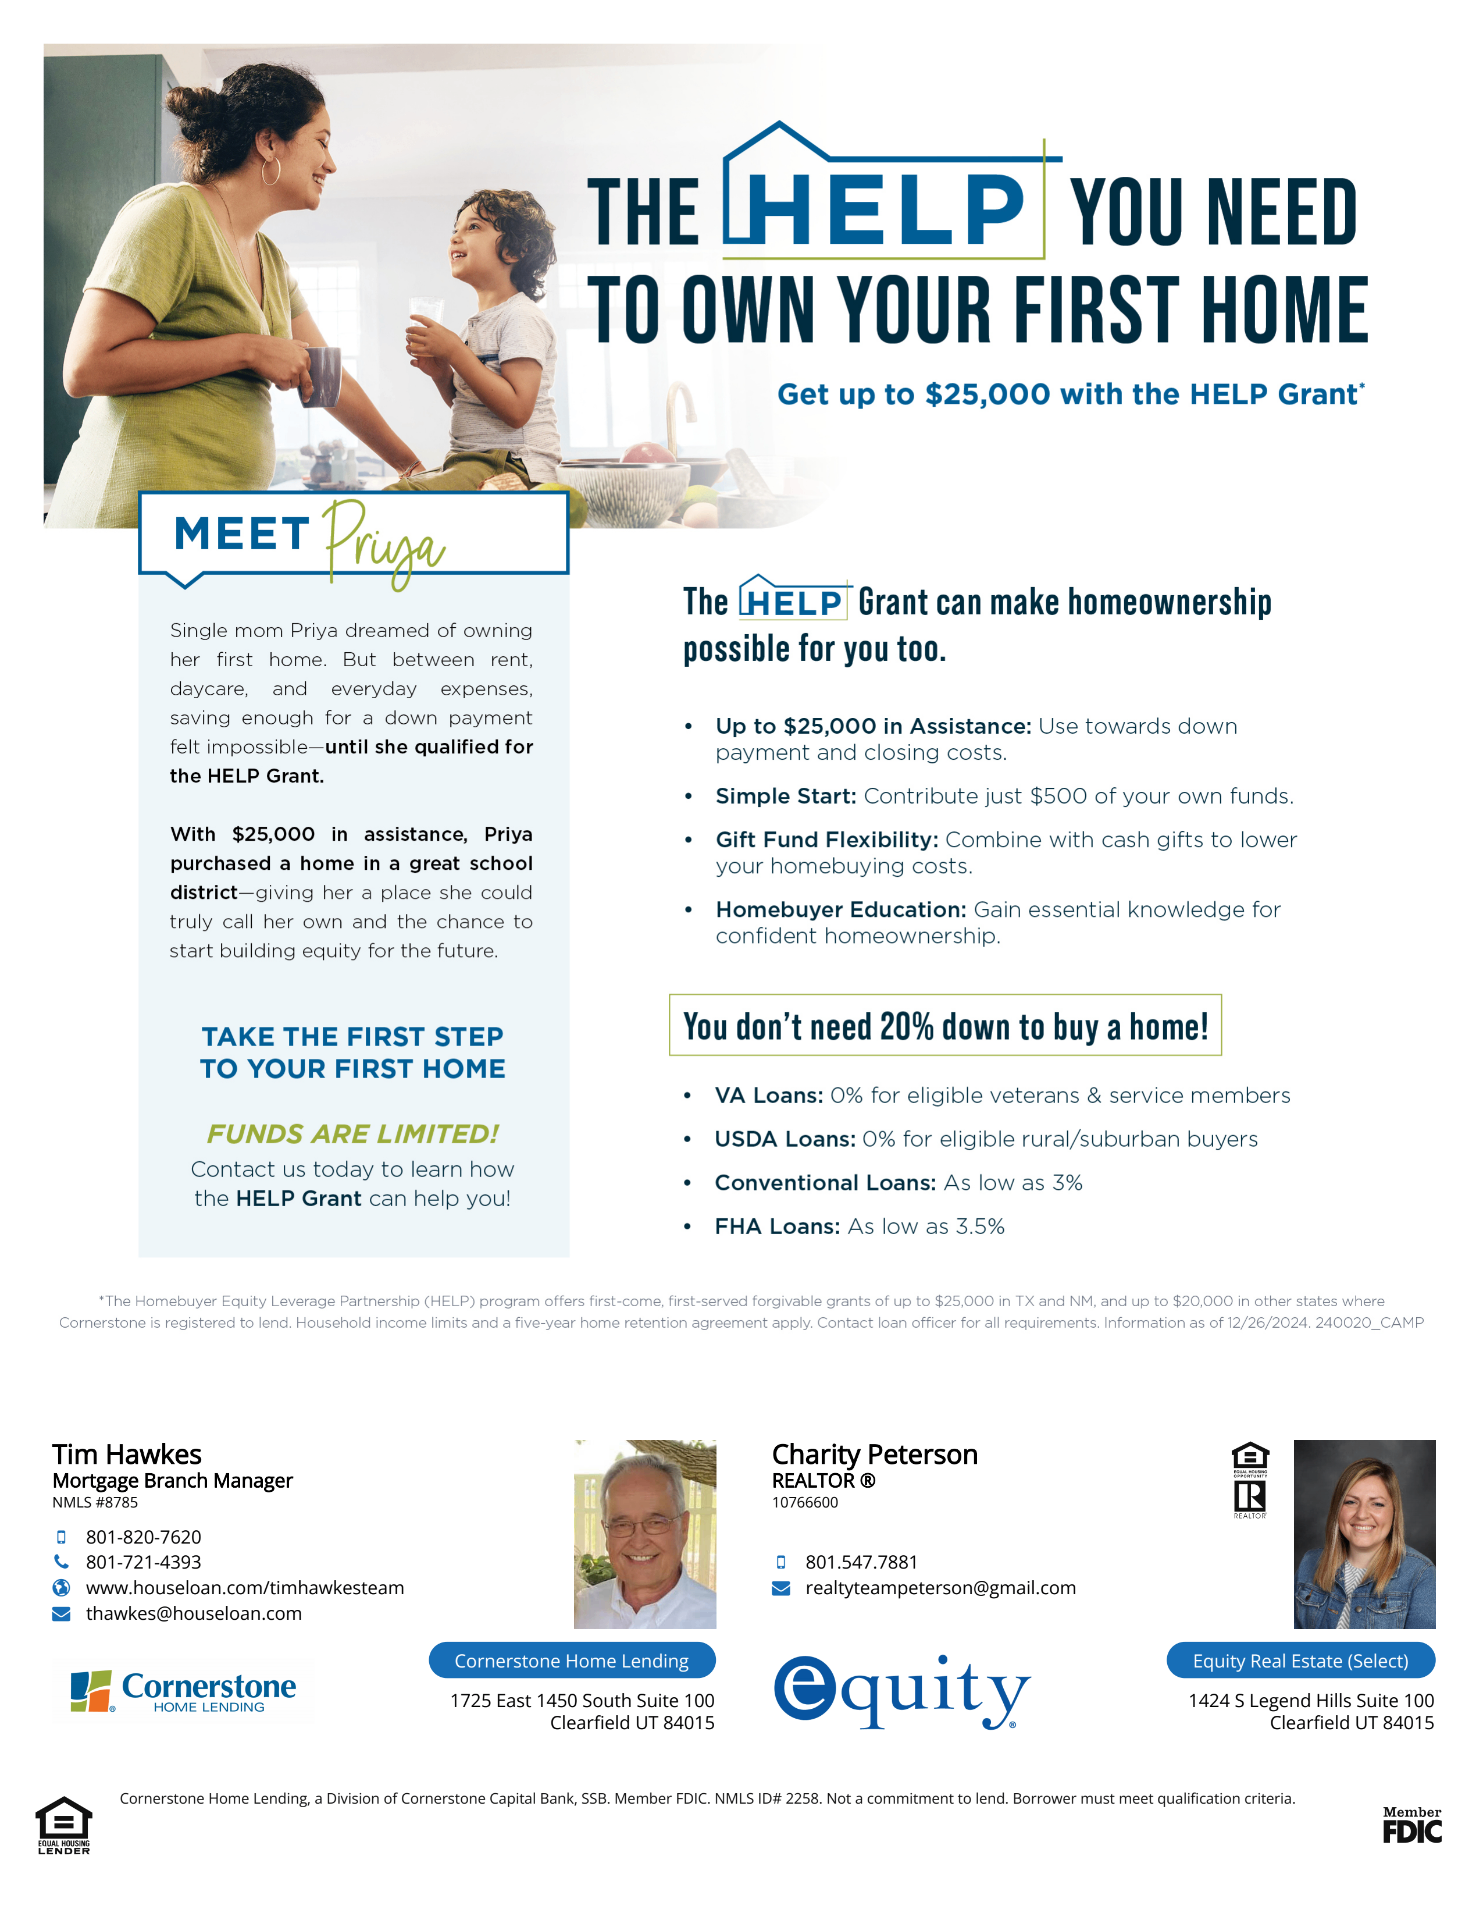 THE HELP YOU NEED
TO OWN YOUR FIRST HOME
Get up to $25,000 with the HELP Grant*
MEET Priya
Single mom Priya dreamed of owning
her first home. But between rent,
daycare, and everyday expenses,
saving enough for a down payment
felt impossible—until she qualified for
the HELP Grant.
With $25,000 in assistance, Priya
purchased a home in a great school
district—giving her a place she could
truly call her own and the chance to
start building equity for the future.
TAKE THE FIRST STEP
TO YOUR FIRST HOME
FUNDS ARE LIMITED!
Contact us today to learn how
the HELP Grant can help you!
The HELP Grant can make homeownership
possible for you too.
• Up to $25,000 in Assistance: Use towards down
payment and closing costs.
• Simple Start: Contribute just $500 of your own funds.
• Gift Fund Flexibility: Combine with cash gifts to lower
your homebuying costs.
• Homebuyer Education: Gain essential knowledge for
confident homeownership.
You don't need 20% down to buy a home!
• VA Loans: 0% for eligible veterans & service members
• USDA Loans: 0% for eligible rural/suburban buyers
• Conventional Loans: As low as 3%
• FHA Loans: As low as 3.5%
*The Homebuyer Equity Leverage Partnership (HELP) program offers first-come, first-served forgivable grants of up to $25,000 in TX and NM, and up to $20,000 in other states where
Cornerstone is registered to lend. Household income limits and a five-year home retention agreement apply. Contact loan officer for all requirements. Information as of 12/26/2024. 240020_CAMP
Tim Hawkes
Mortgage Branch Manager
NMLS #8785
801-820-7620
801-721-4393
www.houseloan.com/timhawkesteam
thawkes@houseloan.com
Cornerstone®
HOME LENDING
Cornerstone Home Lending
1725 East 1450 South Suite 100
Clearfield UT 84015
Charity Peterson
REALTOR ®
10766600
801.547.7881
realtyteampeterson@gmail.com
EQUAL HOUSING
OPPORTUNITY
R
REALTOR®
equity®
Equity Real Estate (Select)
1424 S Legend Hills Suite 100
Clearfield UT 84015
EQUAL HOUSING
LENDER
Cornerstone Home Lending, a Division of Cornerstone Capital Bank, SSB. Member FDIC. NMLS ID# 2258. Not a commitment to lend. Borrower must meet qualification criteria.
Member
FDIC